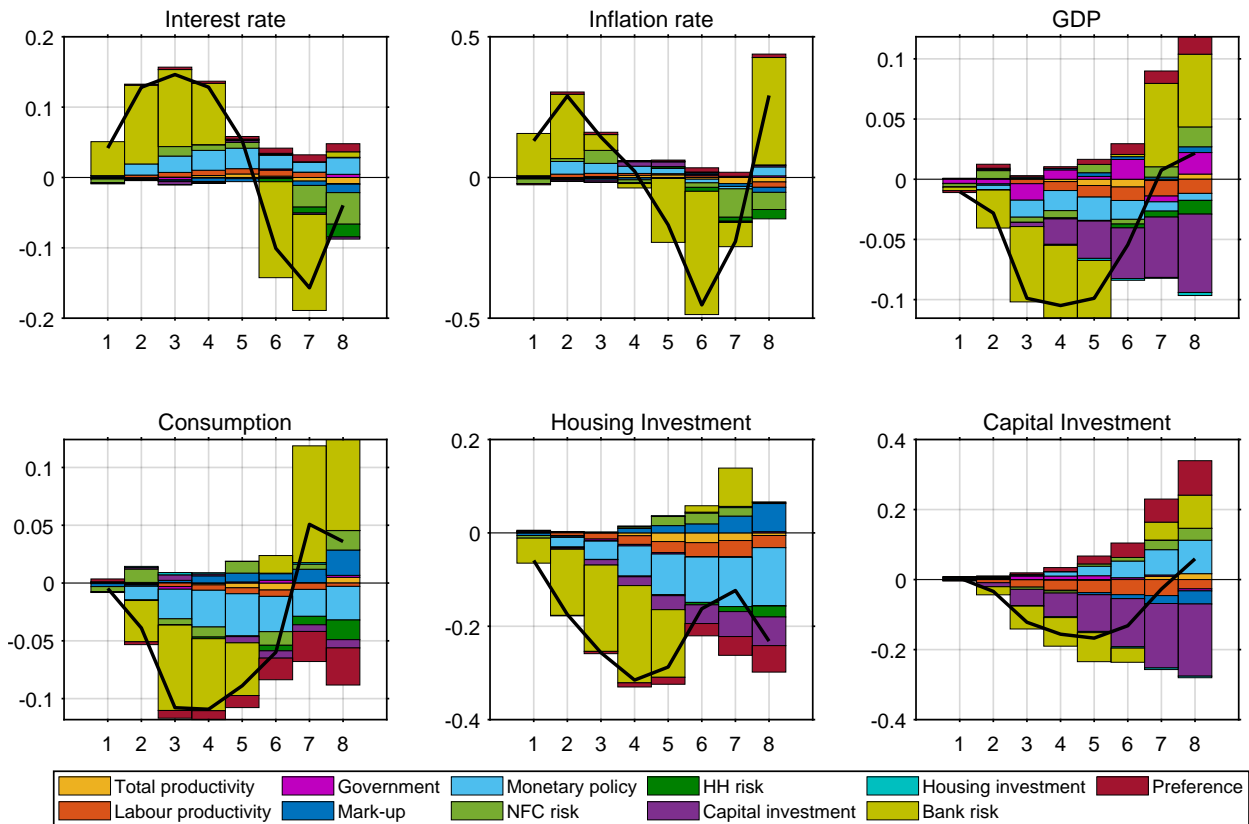 Interest rate
Inflation rate
GDP
0.2
0.1
0
-0.1
-0.2
1 2 3 4 5 6 7 8
0.5
0
-0.5
1 2 3 4 5 6 7 8
0.1
0.05
0
-0.05
-0.1
1 2 3 4 5 6 7 8
Consumption
Housing Investment
Capital Investment
0.1
0.05
0
-0.05
-0.1
1 2 3 4 5 6 7 8
0.2
0
-0.2
-0.4
1 2 3 4 5 6 7 8
0.4
0.2
0
-0.2
-0.4
1 2 3 4 5 6 7 8
Total productivity Government Monetary policy HH risk Housing investment Preference
Labour productivity Mark-up NFC risk Capital investment Bank risk